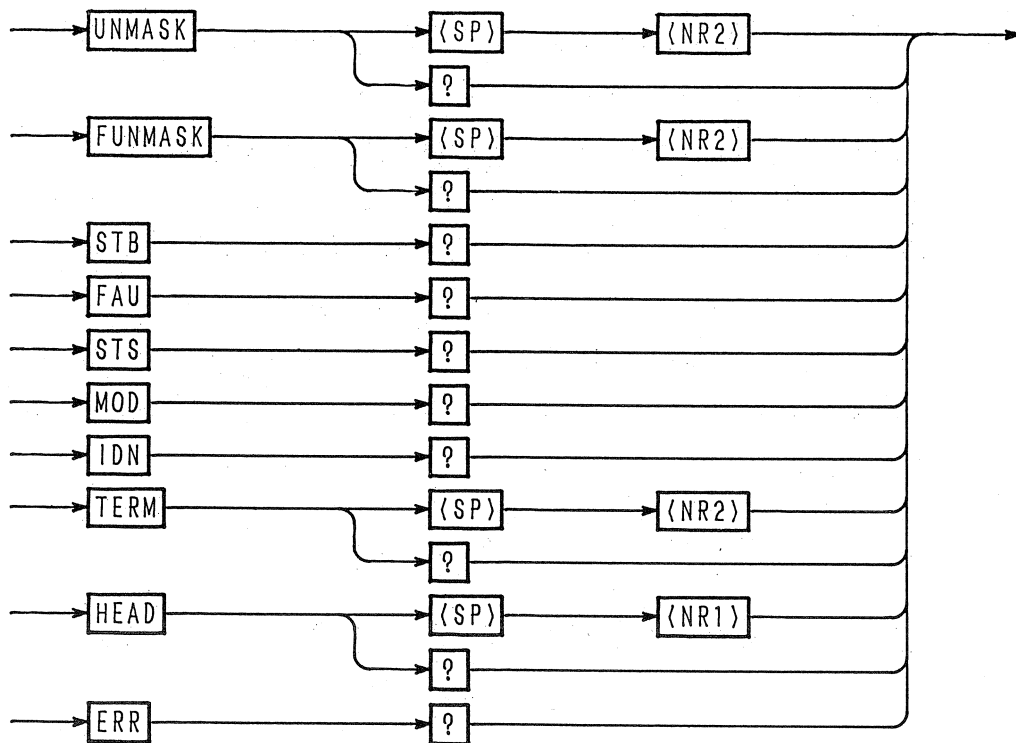 UNMASK ⟨SP⟩ ⟨NR2⟩
?
FUNMASK ⟨SP⟩ ⟨NR2⟩
?
STB ?
FAU ?
STS ?
MOD ?
IDN ?
TERM ⟨SP⟩ ⟨NR2⟩
?
HEAD ⟨SP⟩ ⟨NR1⟩
?
ERR ?